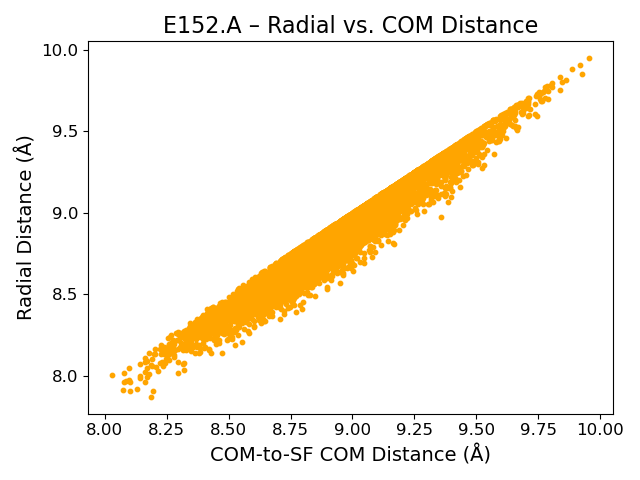 E152.A – Radial vs. COM Distance
Radial Distance (Å)
10.0
9.5
9.0
8.5
8.0
8.00 8.25 8.50 8.75 9.00 9.25 9.50 9.75 10.00
COM-to-SF COM Distance (Å)